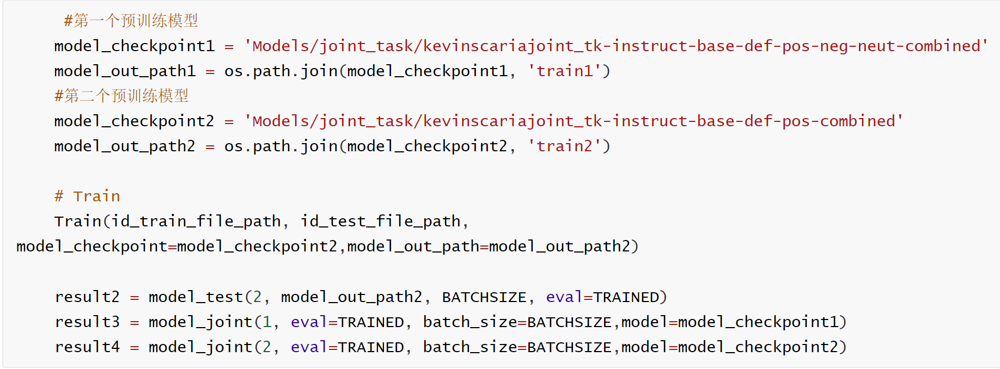 #第一个预训练模型
model_checkpoint1 = 'Models/joint_task/kevinscariajoint_tk-instruct-base-def-pos-neg-neut-combined'
model_out_path1 = os.path.join(model_checkpoint1, 'train1')
#第二个预训练模型
model_checkpoint2 = 'Models/joint_task/kevinscariajoint_tk-instruct-base-def-pos-combined'
model_out_path2 = os.path.join(model_checkpoint2, 'train2')
# Train
Train(id_train_file_path, id_test_file_path,
model_checkpoint=model_checkpoint2,model_out_path=model_out_path2)
result2 = model_test(2, model_out_path2, BATCHSIZE, eval=TRAINED)
result3 = model_joint(1, eval=TRAINED, batch_size=BATCHSIZE,model=model_checkpoint1)
result4 = model_joint(2, eval=TRAINED, batch_size=BATCHSIZE,model=model_checkpoint2)